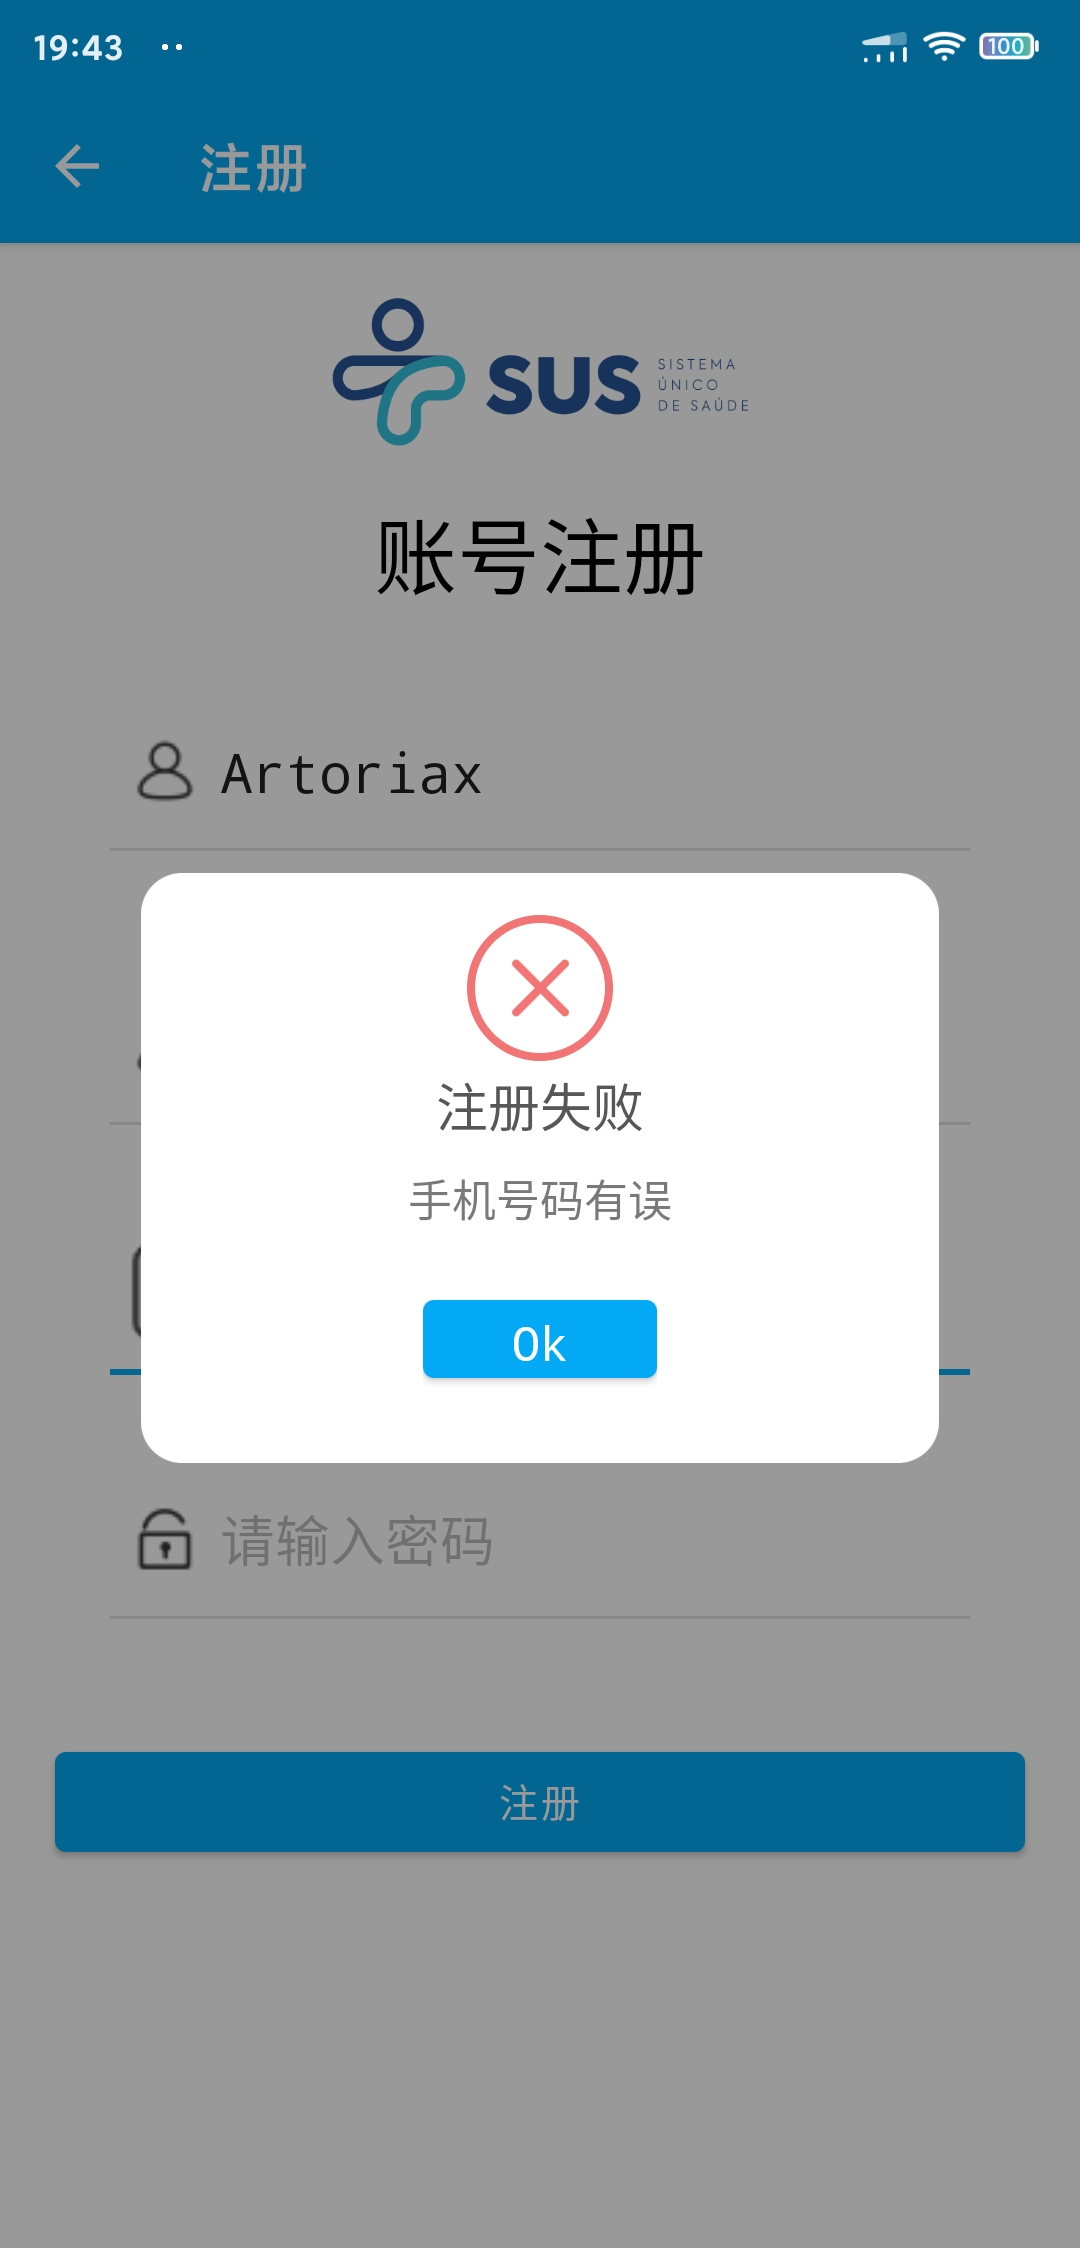 19:43
100
注册
SUS
SISTEMA
ÚNICO
DE SAÚDE
账号注册
Artoriax
注册失败
手机号码有误
Ok
请输入密码
注册